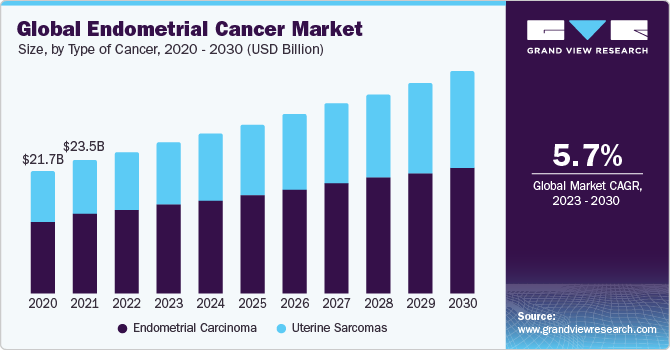 Global Endometrial Cancer Market
Size, by Type of Cancer, 2020 - 2030 (USD Billion)
$21.7B
$23.5B
2020 2021 2022 2023 2024 2025 2026 2027 2028 2029 2030
Endometrial Carcinoma Uterine Sarcomas
GRAND VIEW RESEARCH
5.7%
Global Market CAGR,
2023 - 2030
Source:
www.grandviewresearch.com